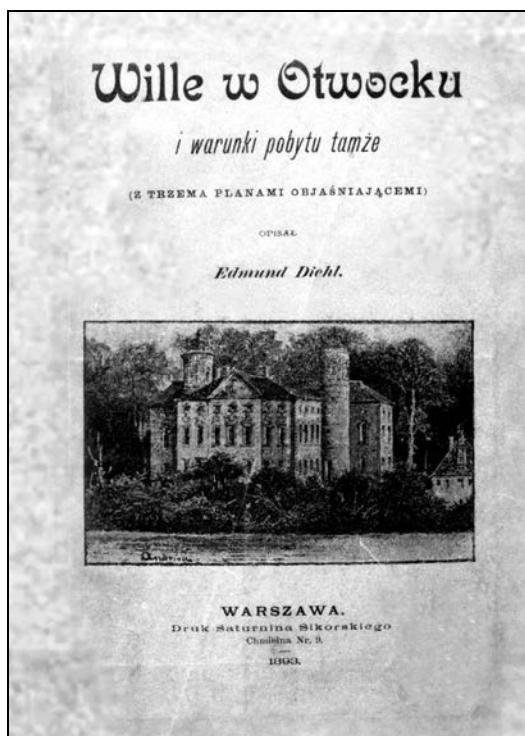 Wille w Otwocku
i warunki pobytu tamże
(Z TRZEMA PLANAMI OBJAŚNIAJĄCEMI)
OPISAŁ
Edmund Diehl.
Andriolli.
WARSZAWA.
Druk Saturnina Sikorskiego
Chmielna Nr. 9.
1893.